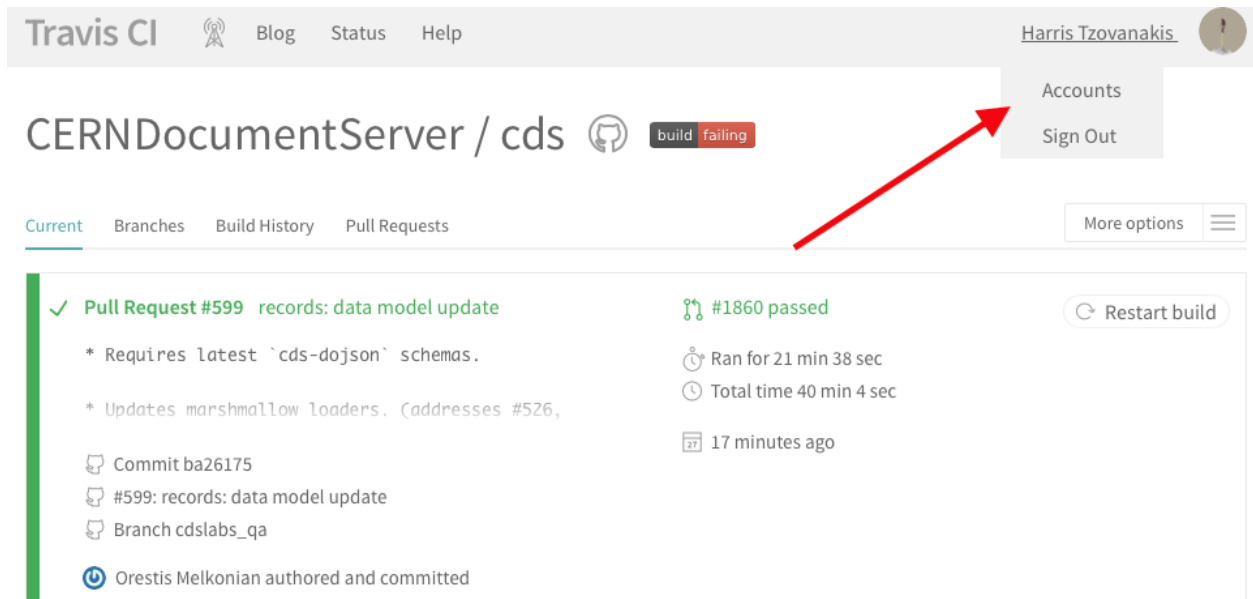 Travis CI Blog Status Help Harris Tzovanakis
Accounts
Sign Out
CERNDocumentServer / cds build failing
Current Branches Build History Pull Requests More options
Pull Request #599 records: data model update #1860 passed Restart build
* Requires latest `cds-dojson` schemas. Ran for 21 min 38 sec
Total time 40 min 4 sec
* Updates marshmallow loaders. (addresses #526,
27 17 minutes ago
Commit ba26175
#599: records: data model update
Branch cdslabs_qa
Orestis Melkonian authored and committed